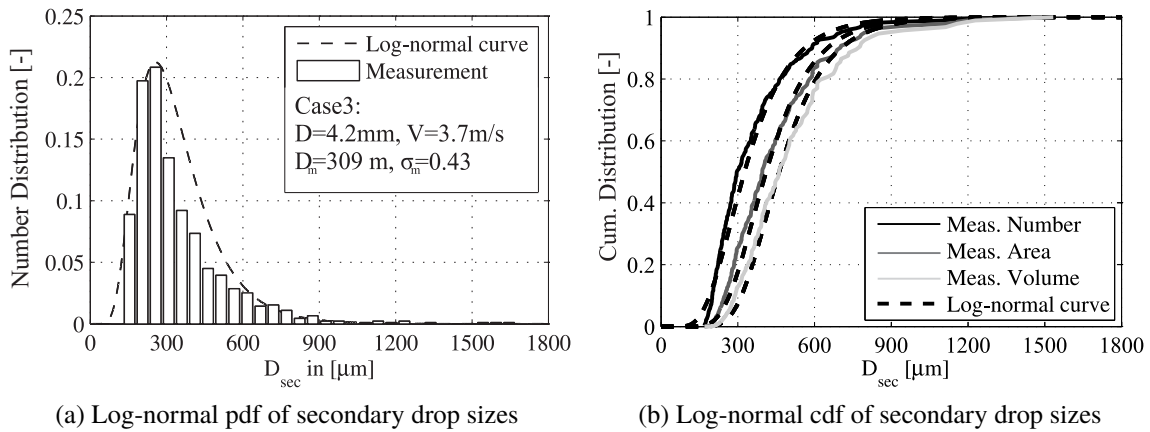 0.25
0.2
0.15
0.1
0.05
0
Number Distribution [-]
Log-normal curve
Measurement
Case3:
D=4.2mm, V=3.7m/s
Dm=309 m, σm=0.43
0 300 600 900 1200 1500 1800
Dsec in [μm]
(a) Log-normal pdf of secondary drop sizes
1
0.8
0.6
0.4
0.2
0
Cum. Distribution [-]
Meas. Number
Meas. Area
Meas. Volume
Log-normal curve
0 300 600 900 1200 1500 1800
Dsec [μm]
(b) Log-normal cdf of secondary drop sizes